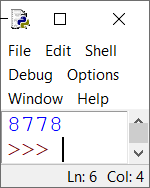 File Edit Shell
Debug Options
Window Help
8778
>>>
Ln: 6 Col: 4